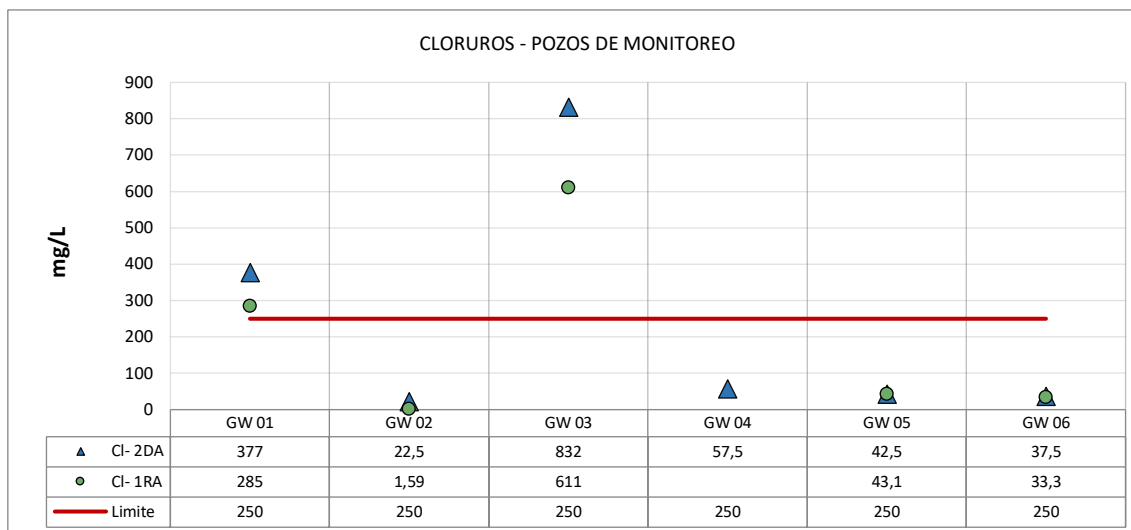 CLORUROS - POZOS DE MONITOREO
mg/L
900
800
700
600
500
400
300
200
100
0
GW 01 GW 02 GW 03 GW 04 GW 05 GW 06
Cl- 2DA 377 22,5 832 57,5 42,5 37,5
Cl- 1RA 285 1,59 611 43,1 33,3
Limite 250 250 250 250 250 250